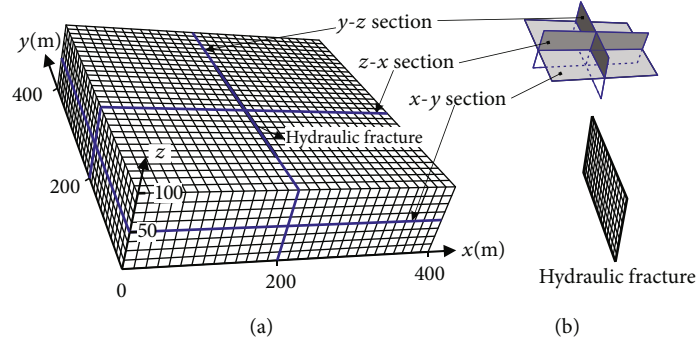 y-z section
y(m)
z-x section
400
x-y section
Hydraulic fracture
z
200
100
50
x(m)
0
200
400
Hydraulic fracture
(a)
(b)